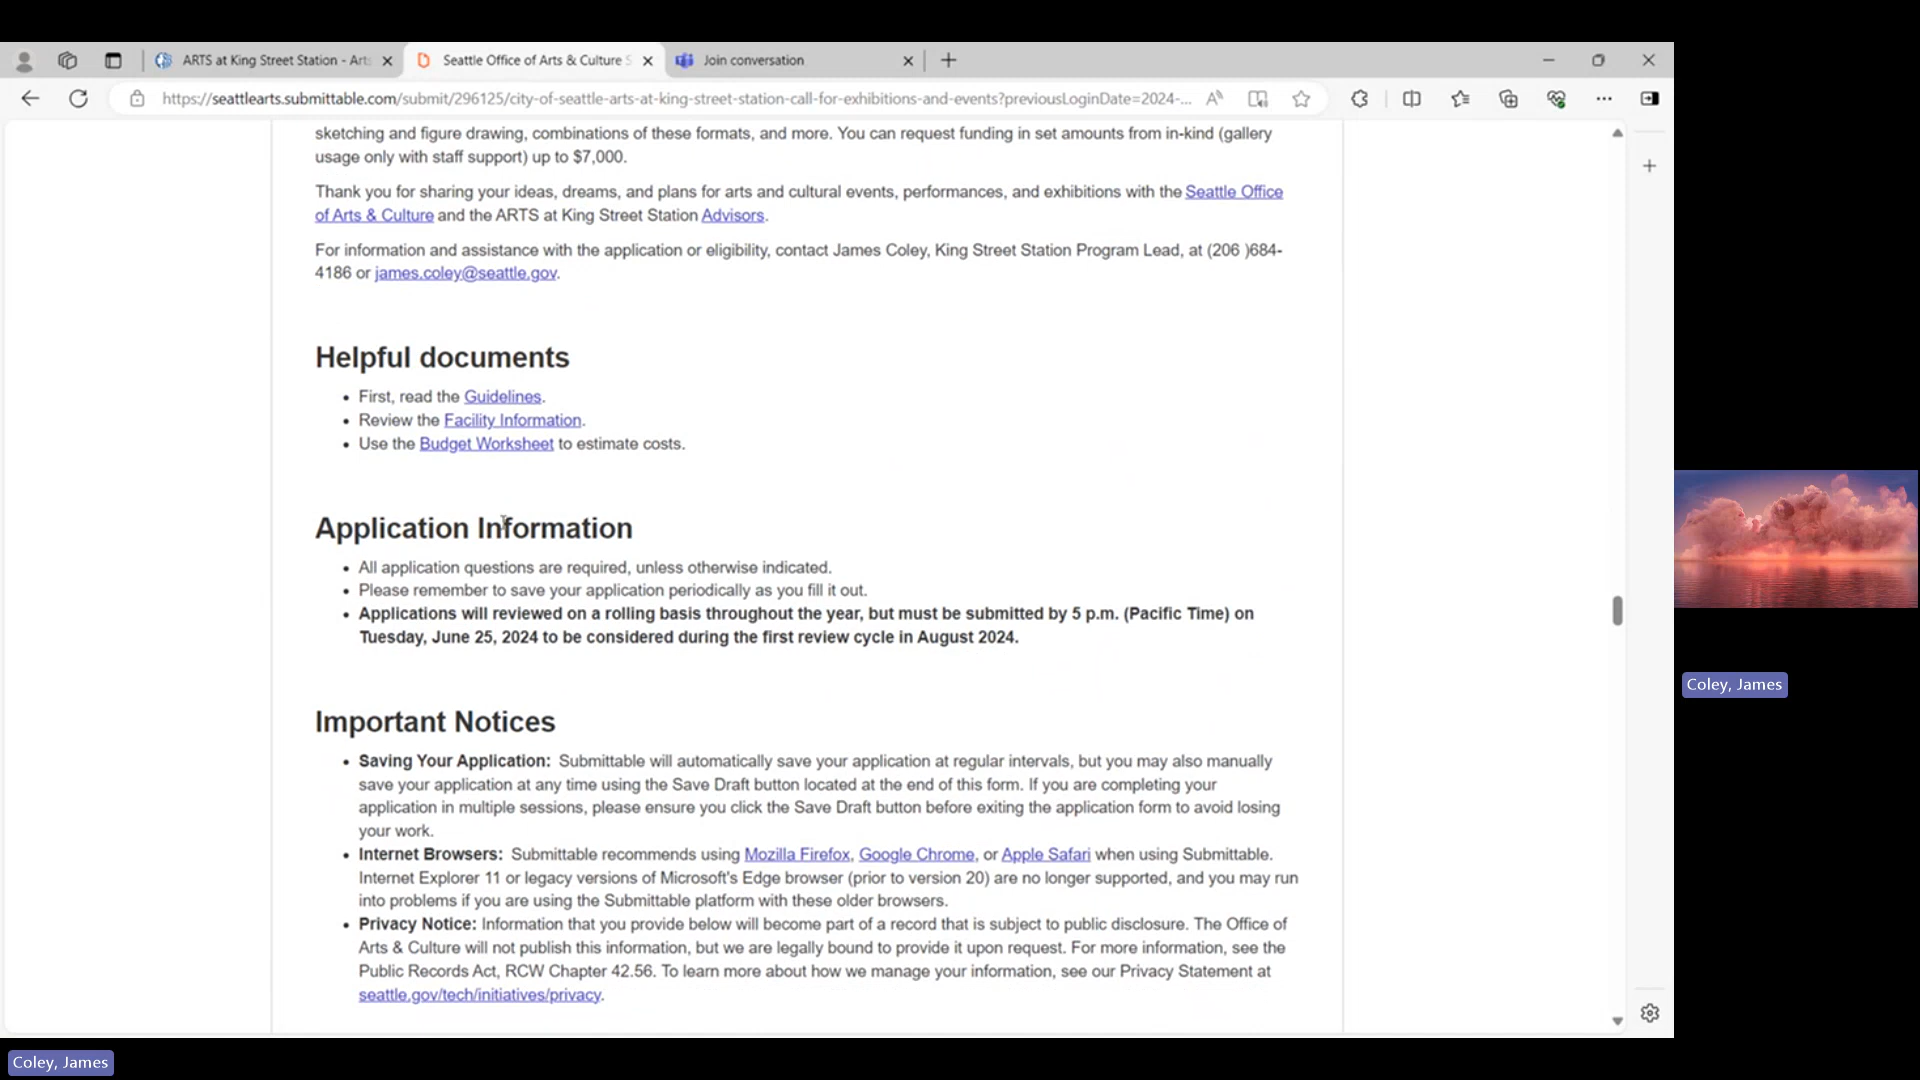 ARTS at King Street Station - Art
Seattle Office of Arts & Culture S
Join conversation
https://seattlearts.submittable.com/submit/296125/city-of-seattle-arts-at-king-street-station-call-for-exhibitions-and-events?previousLoginDate=2024-...
sketching and figure drawing, combinations of these formats, and more. You can request funding in set amounts from in-kind (gallery
usage only with staff support) up to $7,000.
Thank you for sharing your ideas, dreams, and plans for arts and cultural events, performances, and exhibitions with the Seattle Office
of Arts & Culture and the ARTS at King Street Station Advisors.
For information and assistance with the application or eligibility, contact James Coley, King Street Station Program Lead, at (206 )684-
4186 or james.coley@seattle.gov.
Helpful documents
• First, read the Guidelines.
• Review the Facility Information.
• Use the Budget Worksheet to estimate costs.
Application Information
• All application questions are required, unless otherwise indicated.
• Please remember to save your application periodically as you fill it out.
• Applications will reviewed on a rolling basis throughout the year, but must be submitted by 5 p.m. (Pacific Time) on
Tuesday, June 25, 2024 to be considered during the first review cycle in August 2024.
Important Notices
• Saving Your Application: Submittable will automatically save your application at regular intervals, but you may also manually
save your application at any time using the Save Draft button located at the end of this form. If you are completing your
application in multiple sessions, please ensure you click the Save Draft button before exiting the application form to avoid losing
your work.
• Internet Browsers: Submittable recommends using Mozilla Firefox, Google Chrome, or Apple Safari when using Submittable.
Internet Explorer 11 or legacy versions of Microsoft's Edge browser (prior to version 20) are no longer supported, and you may run
into problems if you are using the Submittable platform with these older browsers.
• Privacy Notice: Information that you provide below will become part of a record that is subject to public disclosure. The Office of
Arts & Culture will not publish this information, but we are legally bound to provide it upon request. For more information, see the
Public Records Act, RCW Chapter 42.56. To learn more about how we manage your information, see our Privacy Statement at
seattle.gov/tech/initiatives/privacy.
Coley, James
Coley, James